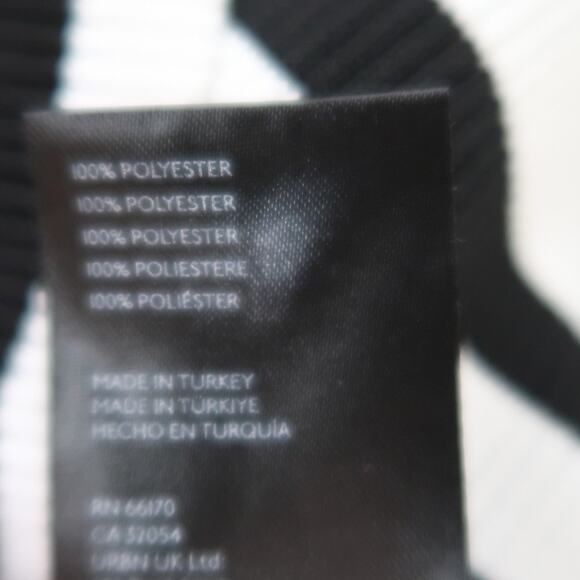 100% POLYESTER
100% POLYESTER
100% POLYESTER
100% POLIESTERE
100% POLIÉSTER
MADE IN TURKEY
MADE IN TÜRKIYE
HECHO EN TURQUÍA
RN 66170
CA 32054
URBN UK Ltd